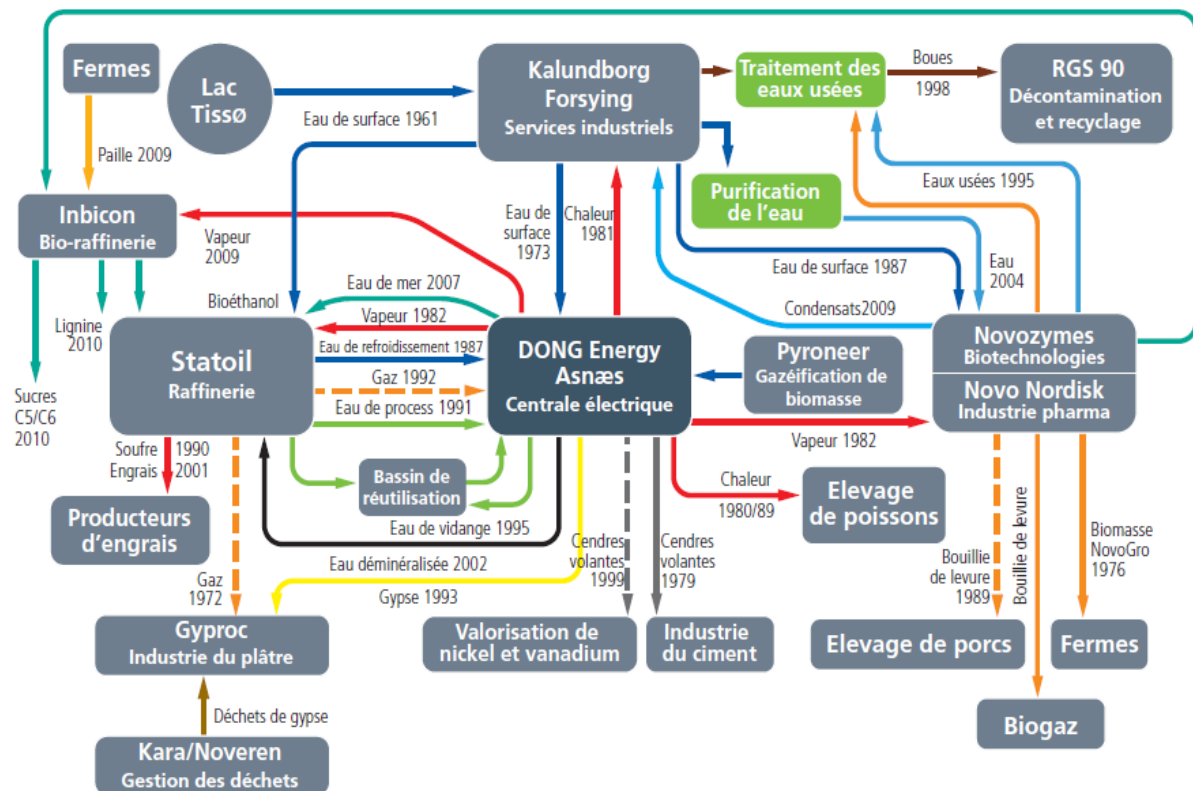 Fermes
Lac
Tissø
Kalundborg
Forsying
Services industriels
Traitement des
eaux usées
Boues
1998
RGS 90
Décontamination
et recyclage
Eau de surface 1961
Paille 2009
Eaux usées 1995
Purification
de l'eau
Inbicon
Bio-raffinerie
Vapeur
2009
Eau de
surface
1973
Chaleur
1981
Eau de surface 1987
Eau
2004
Bioéthanol
Eau de mer 2007
Condensats2009
Lignine
2010
Vapeur 1982
Statoil
Raffinerie
Eau de refroidissement 1987
Gaz 1992
Eau de process 1991
DONG Energy
Asnæs
Centrale électrique
Pyroneer
Gazéification de
biomasse
Novozymes
Biotechnologies
Novo Nordisk
Industrie pharma
Sucres
C5/C6
2010
Vapeur 1982
Soufre 1990
Engrais 2001
Bassin de
réutilisation
Chaleur
1980/89
Elevage
de poissons
Producteurs
d'engrais
Eau de vidange 1995
Eau déminéralisée 2002
Gypse 1993
Cendres
volantes
1999
Cendres
volantes
1979
Bouillie
de levure
1989
Bouillie de levure
Biomasse
NovoGro
1976
Gaz
1972
Gyproc
Industrie du plâtre
Valorisation de
nickel et vanadium
Industrie
du ciment
Elevage de porcs
Fermes
Déchets de gypse
Biogaz
Kara/Noveren
Gestion des déchets